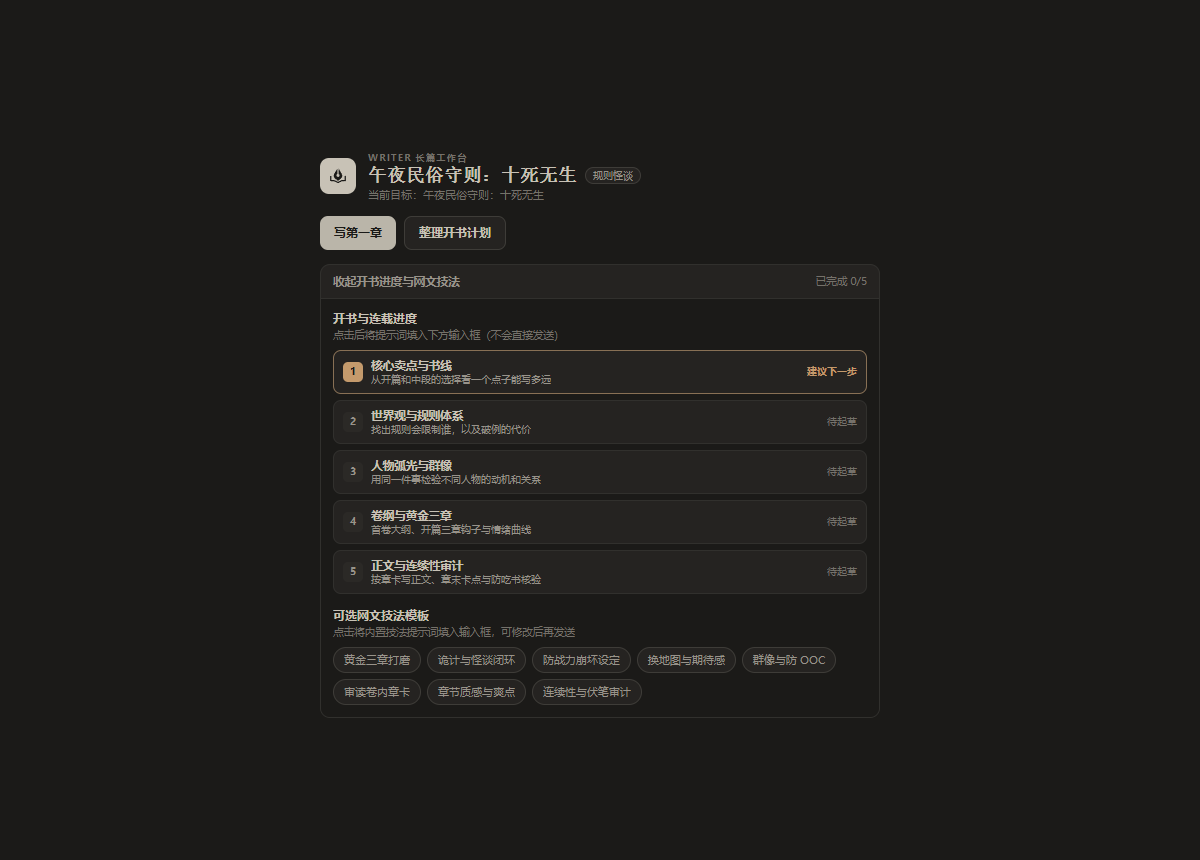 WRITER 长篇工作台
午夜民俗守则：十死无生 规则怪谈
当前目标：午夜民俗守则：十死无生
写第一章 整理开书计划
收起开书进度与网文技法 已完成 0/5
开书与连载进度
点击后将提示词填入下方输入框（不会直接发送）
1 核心卖点与书线 建议下一步
从开篇和中段的选择看一个点子能写多远
2 世界观与规则体系 待起草
找出规则会限制谁，以及破例的代价
3 人物弧光与群像 待起草
用同一件事检验不同人物的动机和关系
4 卷纲与黄金三章 待起草
首卷大纲、开篇三章钩子与情绪曲线
5 正文与连续性审计 待起草
按章卡写正文、章末卡点与防吃书核验
可选网文技法模板
点击将内置技法提示词填入输入框，可修改后再发送
黄金三章打磨 诡计与怪谈闭环 防战力崩坏设定 换地图与期待感 群像与防 OOC
审读卷内章卡 章节质感与爽点 连续性与伏笔审计